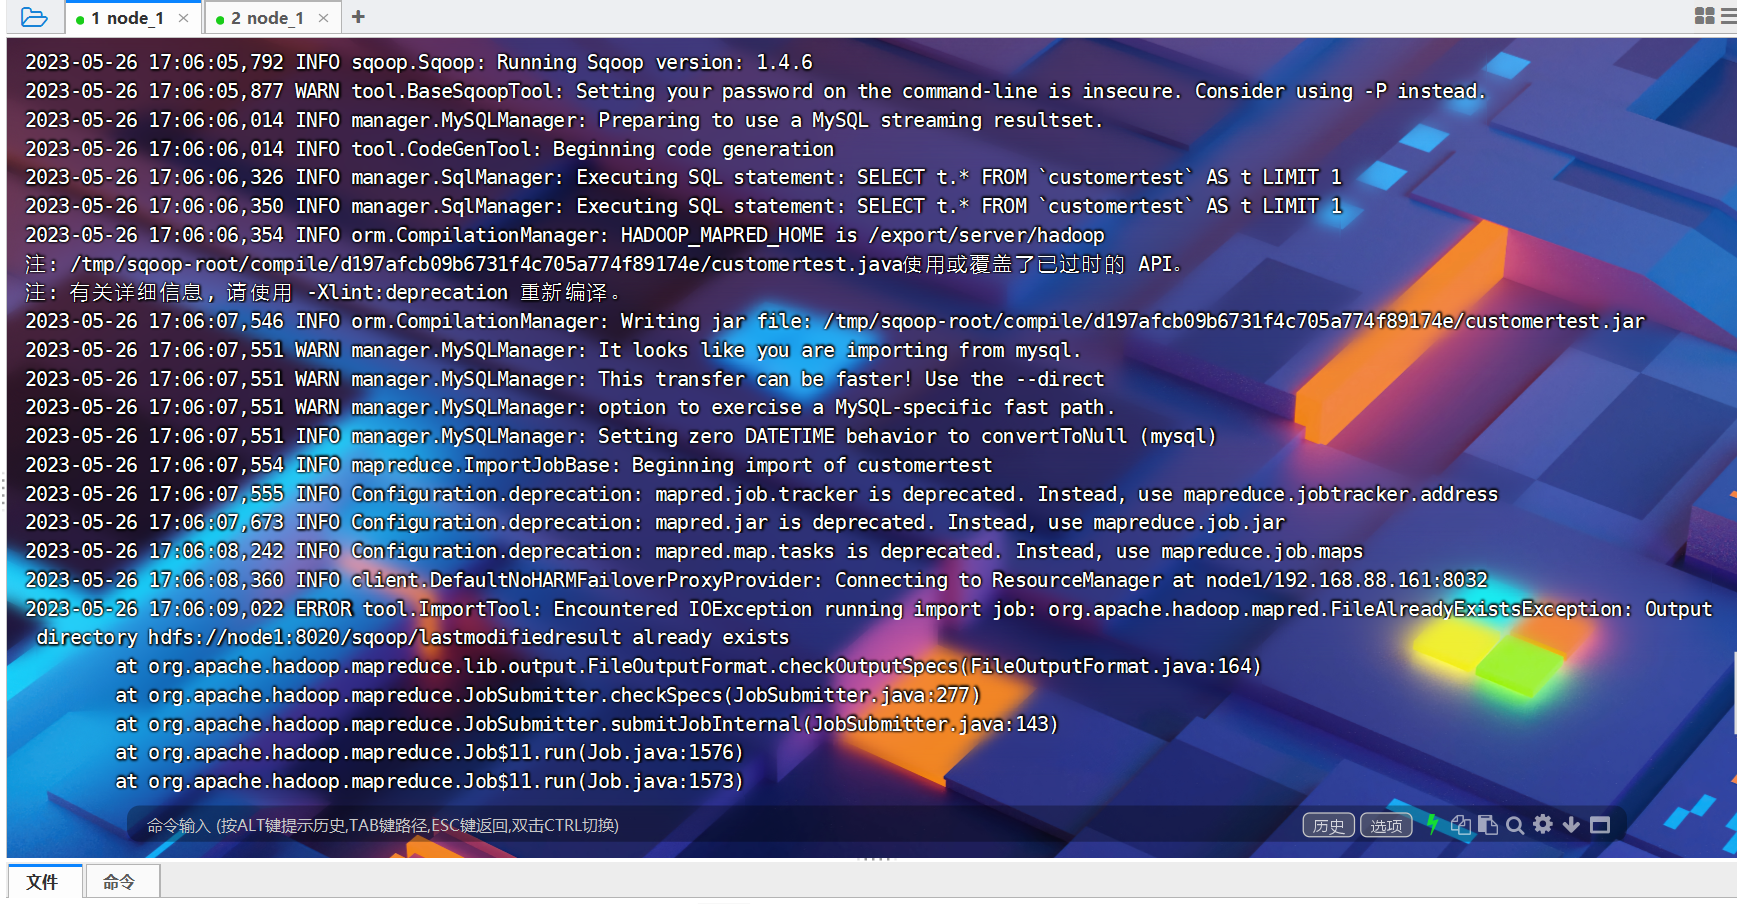 1 node_1 ×
2 node_1 × +
2023-05-26 17:06:05,792 INFO sqoop.Sqoop: Running Sqoop version: 1.4.6
2023-05-26 17:06:05,877 WARN tool.BaseSqoopTool: Setting your password on the command-line is insecure. Consider using -P instead.
2023-05-26 17:06:06,014 INFO manager.MySQLManager: Preparing to use a MySQL streaming resultset.
2023-05-26 17:06:06,014 INFO tool.CodeGenTool: Beginning code generation
2023-05-26 17:06:06,326 INFO manager.SqlManager: Executing SQL statement: SELECT t.* FROM `customertest` AS t LIMIT 1
2023-05-26 17:06:06,350 INFO manager.SqlManager: Executing SQL statement: SELECT t.* FROM `customertest` AS t LIMIT 1
2023-05-26 17:06:06,354 INFO orm.CompilationManager: HADOOP_MAPRED_HOME is /export/server/hadoop
注: /tmp/sqoop-root/compile/d197afcb09b6731f4c705a774f89174e/customertest.java使用或覆盖了已过时的 API。
注: 有关详细信息, 请使用 -Xlint:deprecation 重新编译。
2023-05-26 17:06:07,546 INFO orm.CompilationManager: Writing jar file: /tmp/sqoop-root/compile/d197afcb09b6731f4c705a774f89174e/customertest.jar
2023-05-26 17:06:07,551 WARN manager.MySQLManager: It looks like you are importing from mysql.
2023-05-26 17:06:07,551 WARN manager.MySQLManager: This transfer can be faster! Use the --direct
2023-05-26 17:06:07,551 WARN manager.MySQLManager: option to exercise a MySQL-specific fast path.
2023-05-26 17:06:07,551 INFO manager.MySQLManager: Setting zero DATETIME behavior to convertToNull (mysql)
2023-05-26 17:06:07,554 INFO mapreduce.ImportJobBase: Beginning import of customertest
2023-05-26 17:06:07,555 INFO Configuration.deprecation: mapred.job.tracker is deprecated. Instead, use mapreduce.jobtracker.address
2023-05-26 17:06:07,673 INFO Configuration.deprecation: mapred.jar is deprecated. Instead, use mapreduce.job.jar
2023-05-26 17:06:08,242 INFO Configuration.deprecation: mapred.map.tasks is deprecated. Instead, use mapreduce.job.maps
2023-05-26 17:06:08,360 INFO client.DefaultNoHARMFailoverProxyProvider: Connecting to ResourceManager at node1/192.168.88.161:8032
2023-05-26 17:06:09,022 ERROR tool.ImportTool: Encountered IOException running import job: org.apache.hadoop.mapred.FileAlreadyExistsException: Output
directory hdfs://node1:8020/sqoop/lastmodifiedresult already exists
at org.apache.hadoop.mapreduce.lib.output.FileOutputFormat.checkOutputSpecs(FileOutputFormat.java:164)
at org.apache.hadoop.mapreduce.JobSubmitter.checkSpecs(JobSubmitter.java:277)
at org.apache.hadoop.mapreduce.JobSubmitter.submitJobInternal(JobSubmitter.java:143)
at org.apache.hadoop.mapreduce.Job$11.run(Job.java:1576)
at org.apache.hadoop.mapreduce.Job$11.run(Job.java:1573)
命令输入 (按ALT键提示历史,TAB键路径,ESC键返回,双击CTRL切换)
历史 选项
文件 命令